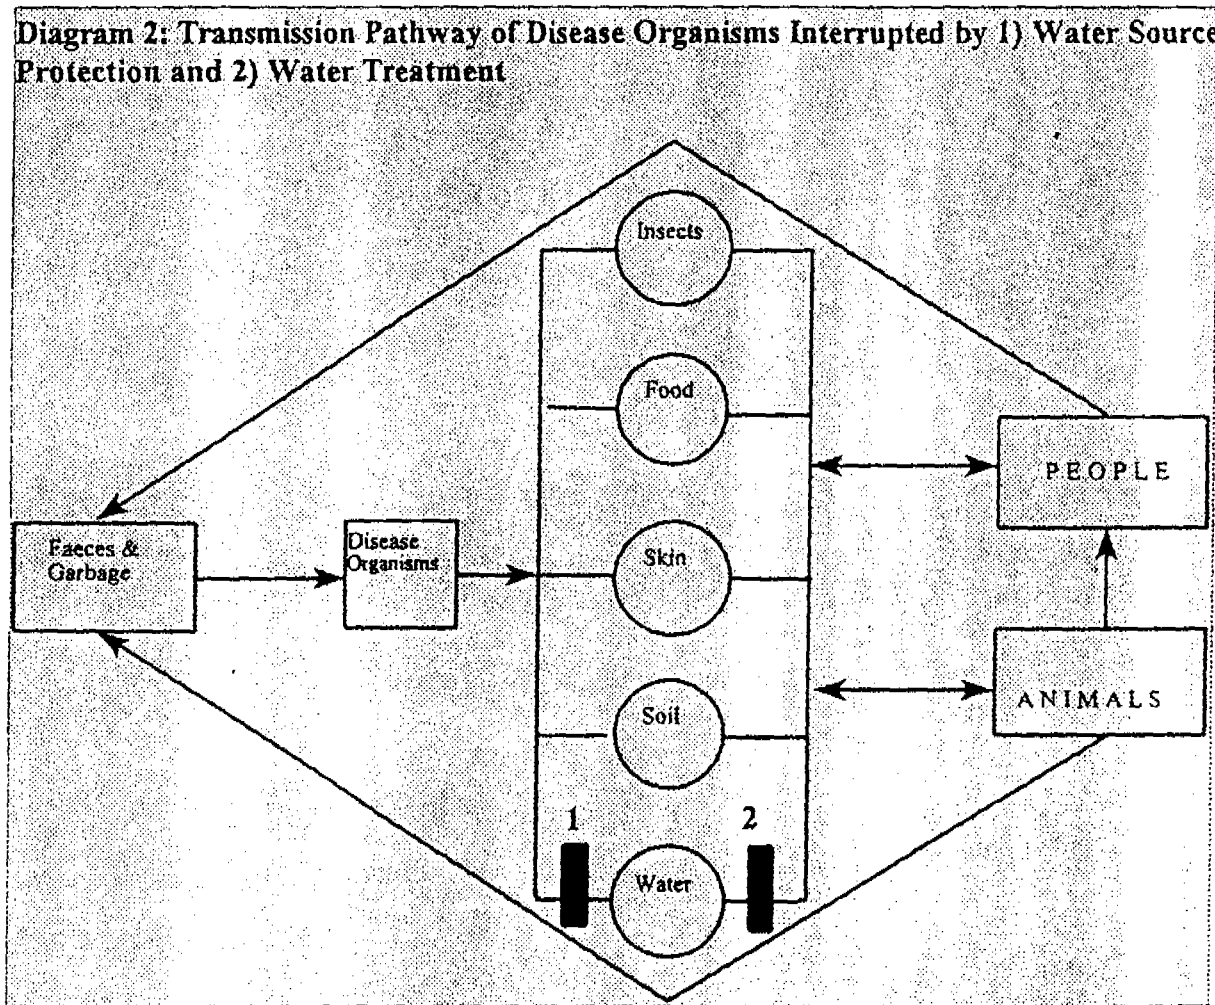 Diagram 2: Transmission Pathway of Disease Organisms Interrupted by 1) Water Source
Protection and 2) Water Treatment
Insects
Food
PEOPLE
Faeces &
Garbage
Disease
Organisms
Skin
ANIMALS
Soil
1
2
Water